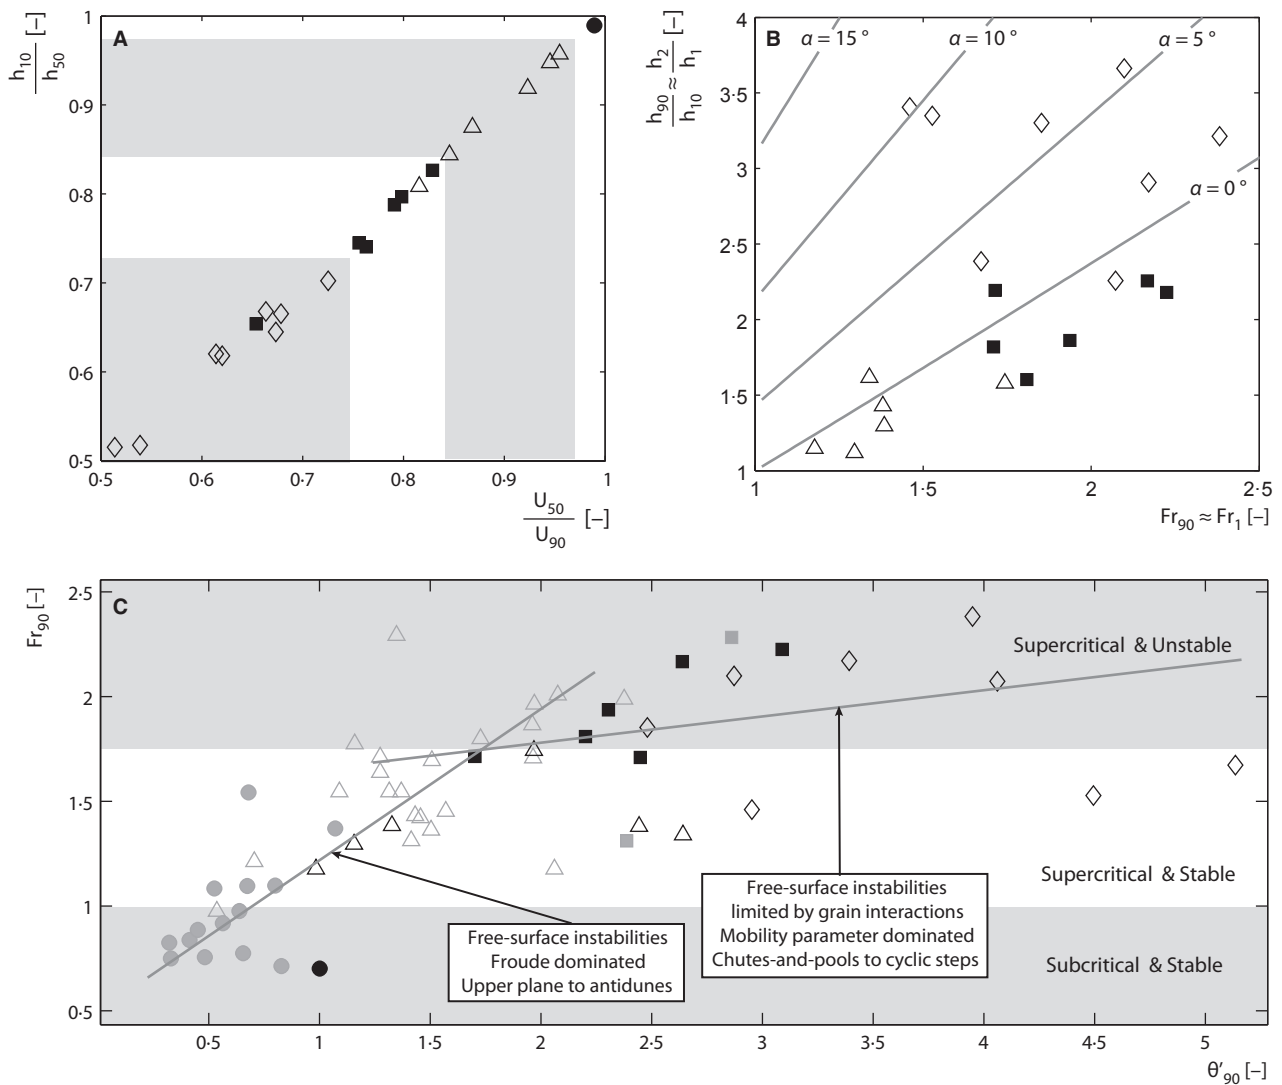 A
h10
h50
[–]
1
0·9
0·8
0·7
0·6
0·5
0·5 0·6 0·7 0·8 0·9 1
U50
U90
[–]
B
h90 ≈ h2 [–]
h10 h1
α = 15 ° α = 10 ° α = 5 °
α = 0 °
4
3·5
3
2·5
2
1·5
1
1 1·5 2 2·5
Fr90 ≈ Fr1 [–]
C
Fr90 [–]
2·5
2
1·5
1
0·5
Supercritical & Unstable
Supercritical & Stable
Subcritical & Stable
Free-surface instabilities
Froude dominated
Upper plane to antidunes
Free-surface instabilities
limited by grain interactions
Mobility parameter dominated
Chutes-and-pools to cyclic steps
0·5 1 1·5 2 2·5 3 3·5 4 4·5 5
θ′90 [–]